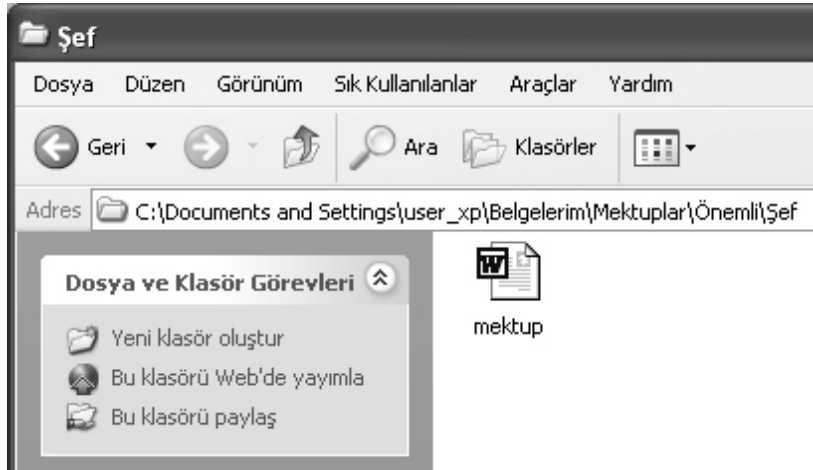 Şef
Dosya Düzen Görünüm Sık Kullanılanlar Araçlar Yardım
Geri Ara Klasörler
Adres C:\Documents and Settings\user_xp\Belgelerim\Mektuplar\Önemli\Şef
Dosya ve Klasör Görevleri
Yeni klasör oluştur
Bu klasörü Web'de yayımla
Bu klasörü paylaş
mektup